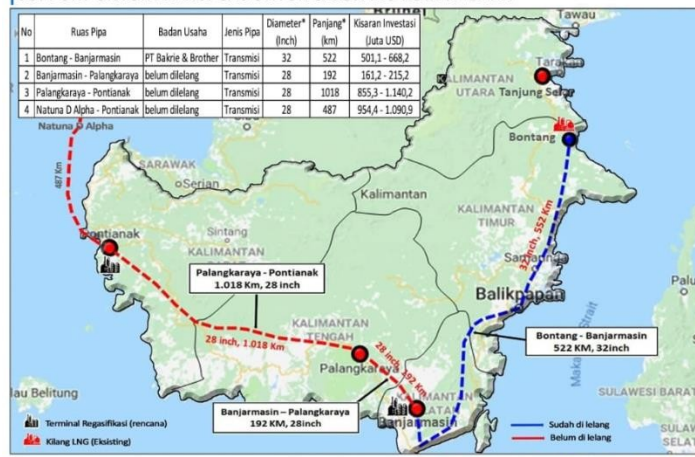 No Ruas Pipa Badan Usaha Jenis Pipa Diameter* (Inch) Panjang* (km) Kisaran Investasi (Juta USD)
1 Bontang - Banjarmasin PT Bakrie & Brother Transmisi 32 522 501,1 - 668,2
2 Banjarmasin - Palangkaraya belum dilelang Transmisi 28 192 161,2 - 215,2
3 Palangkaraya - Pontianak belum dilelang Transmisi 28 1018 855,3 - 1.140,2
4 Natuna D Alpha - Pontianak belum dilelang Transmisi 28 487 954,4 - 1.090,9
Tawau
Natuna D Alpha
KALIMANTAN
UTARA
Tanjung Selor
Bontang
487 Km
SARAWAK
Serian
Kalimantan
KALIMANTAN
TIMUR
Sintang
KALIMANTAN
Pontianak
32 inch, 552 Km
Balikpapan
Palangkaraya - Pontianak
1.018 Km, 28 inch
28 inch, 1.018 Km
KALIMANTAN
TENGAH
Palangkaraya
28 inch, 192 Km
Bontang - Banjarmasin
522 KM, 32inch
Banjarmasin – Palangkaraya
192 KM, 28inch
KALIMANTAN
Banjarmasin
Strait
SULAWESI BARAT
lau Belitung
Terminal Regasifikasi (rencana)
Kilang LNG (Eksisting)
Sudah di lelang
Belum di lelang